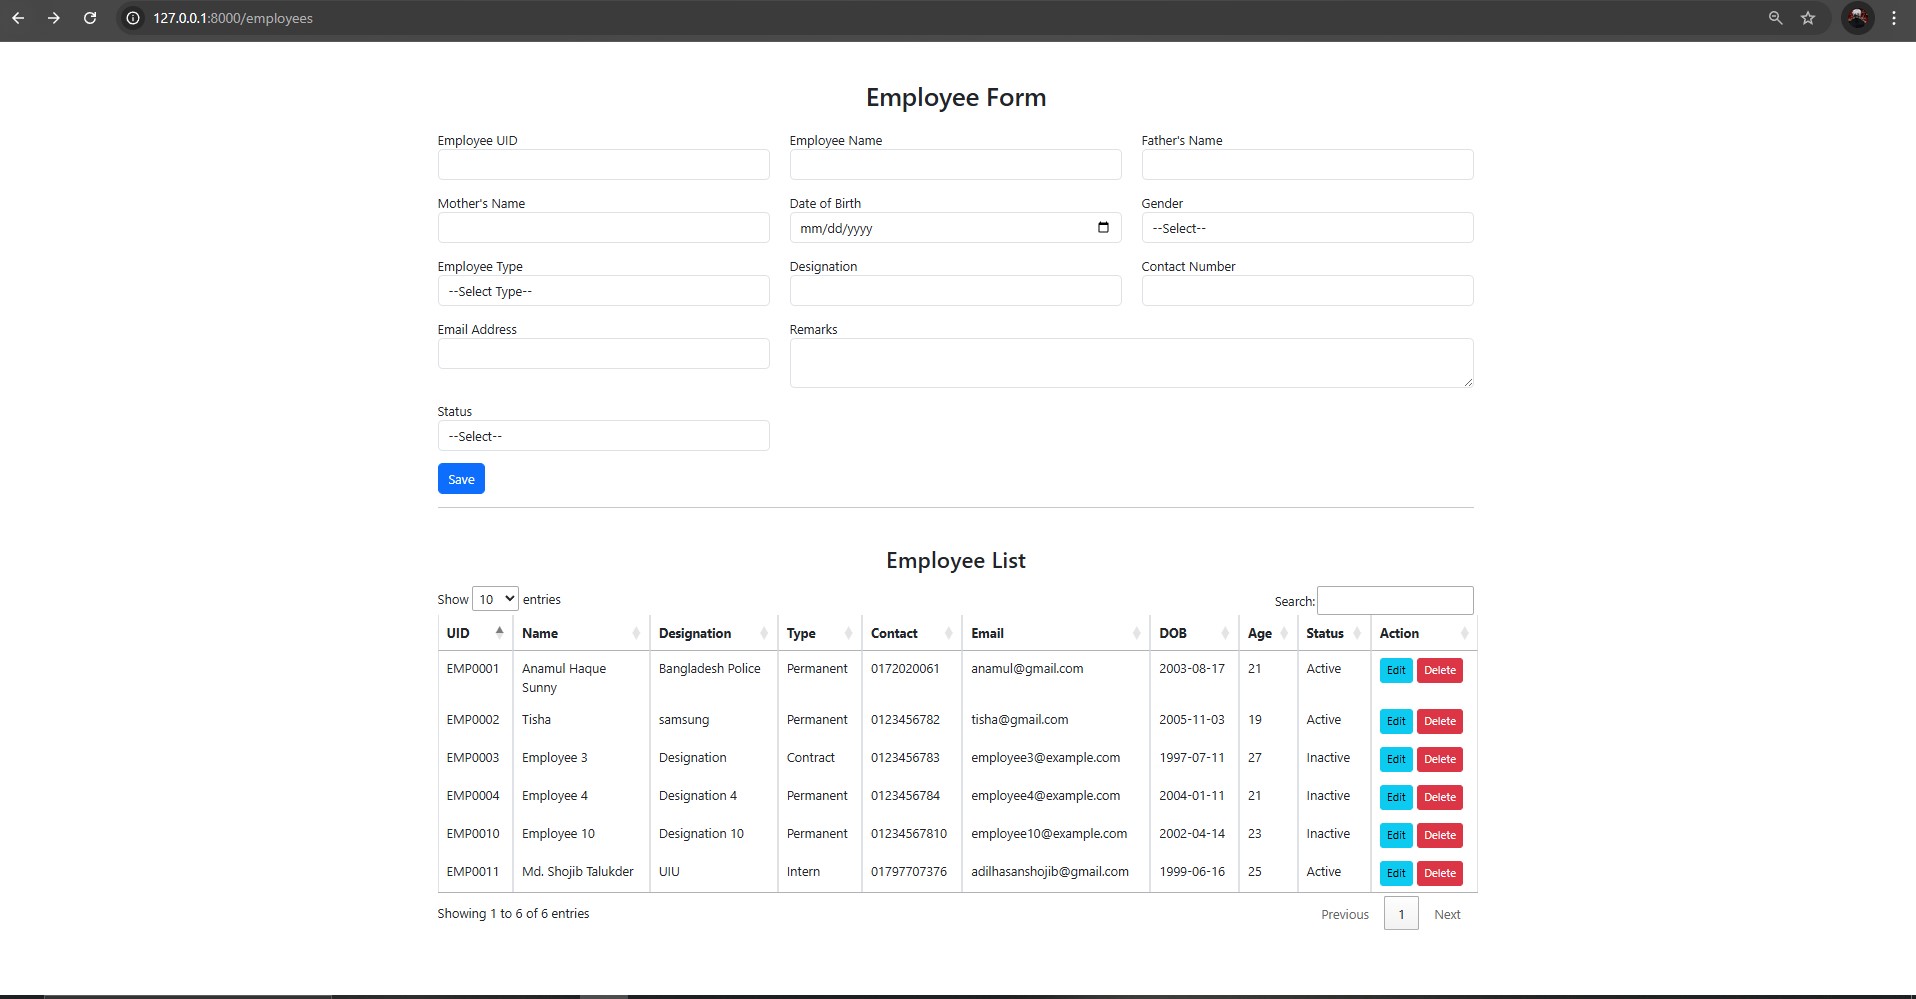 127.0.0.1:8000/employees
Employee Form
Employee UID Employee Name Father's Name
Mother's Name Date of Birth Gender
mm/dd/yyyy --Select--
Employee Type Designation Contact Number
--Select Type--
Email Address Remarks
Status
--Select--
Save
Employee List
Show 10 entries Search:
UID Name Designation Type Contact Email DOB Age Status Action
EMP0001 Anamul Haque Bangladesh Police Permanent 0172020061 anamul@gmail.com 2003-08-17 21 Active Edit Delete
Sunny
EMP0002 Tisha samsung Permanent 0123456782 tisha@gmail.com 2005-11-03 19 Active Edit Delete
EMP0003 Employee 3 Designation Contract 0123456783 employee3@example.com 1997-07-11 27 Inactive Edit Delete
EMP0004 Employee 4 Designation 4 Permanent 0123456784 employee4@example.com 2004-01-11 21 Inactive Edit Delete
EMP0010 Employee 10 Designation 10 Permanent 01234567810 employee10@example.com 2002-04-14 23 Inactive Edit Delete
EMP0011 Md. Shojib Talukder UIU Intern 01797707376 adilhasanshojib@gmail.com 1999-06-16 25 Active Edit Delete
Showing 1 to 6 of 6 entries Previous 1 Next